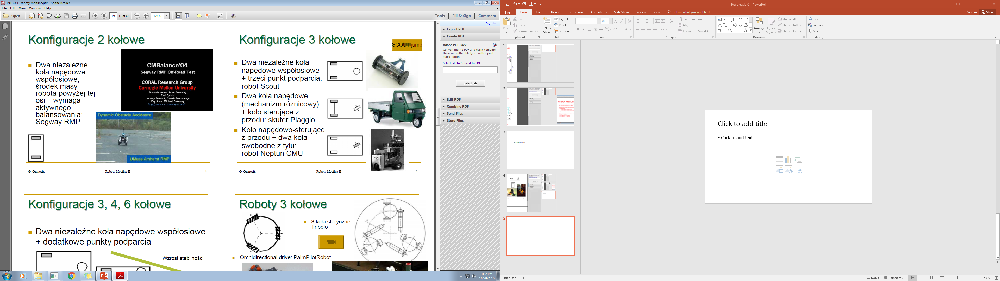 INTRO +_ roboty mobilne.pdf - Adobe Reader
File Edit View Window Help
Open 19 (3 of 6) 174% Tools Fill & Sign Comment
Sign In
Export PDF
Create PDF
Adobe PDF Pack
Convert files to PDF and easily combine
them with other file types with a paid
subscription.
Select File to Convert to PDF:
Select File
Edit PDF
Combine PDF
Send Files
Store Files
Konfiguracje 2 kołowe
Dwa niezależne
koła napędowe
współosiowe,
środek masy
robota powyżej tej
osi – wymaga
aktywnego
balansowania:
Segway RMP
CMBalance'04
Segway RMP Off-Road Test
CORAL Research Group
Carnegie Mellon University
Manuela Veloso, Brett Browning
Paul Rybski
Jeremy Searock, Dinesh Govindaraju
Fay Shaw, Michael Sokolsky
http://www.cs.cmu.edu/~coral
Dynamic Obstacle Avoidance
UMass Amherst RMP
G. Granosik Roboty Mobilne II 13
Konfiguracje 3 kołowe
SCOUT jump
Dwa niezależne koła
napędowe współosiowe
+ trzeci punkt podparcia:
robot Scout
Dwa koła napędowe
(mechanizm różnicowy)
+ koło sterujące z
przodu: skuter Piaggio
Koło napędowo-sterujące
z przodu + dwa koła
swobodne z tyłu:
robot Neptun CMU
G. Granosik Roboty Mobilne II 14
Konfiguracje 3, 4, 6 kołowe
Dwa niezależne koła napędowe współosiowe
+ dodatkowe punkty podparcia
Wzrost stabilności
Roboty 3 kołowe
3 koła sferyczne:
Tribolo
Omnidirectional drive: PalmPilotRobot
1:02 PM
10/28/2016
Presentation1 - PowerPoint
File Home Insert Design Transitions Animations Slide Show Review View Tell me what you want to do... Sign in Share
Paste Cut Copy Format Painter
Clipboard
New Slide Layout Reset Section
Slides
28
B I U S abc AV Aa A
Font
Text Direction Align Text Convert to SmartArt
Paragraph
Arrange Quick Styles Shape Fill Shape Outline Shape Effects
Drawing
Find Replace Select
Editing
1
2
Mecanum Wheel
3
Ian Mackenzie
4
5
Click to add title
• Click to add text
Slide 5 of 5 Notes Comments 50%